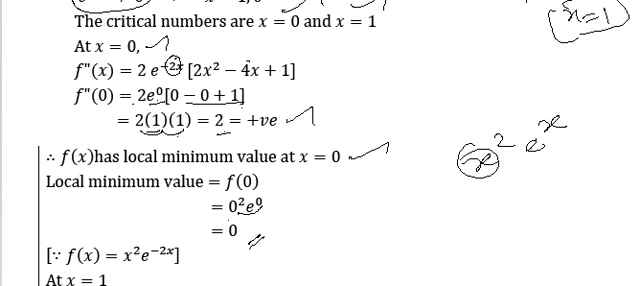 x=1
The critical numbers are x = 0 and x = 1
At x = 0,
f"(x) = 2 e⁻²ˣ [2x² − 4x + 1]
f"(0) = 2e⁰[0 − 0 + 1]
= 2(1)(1) = 2 = +ve
∴ f(x)has local minimum value at x = 0
x² eˣ
Local minimum value = f(0)
= 0²e⁰
= 0
[∵ f(x) = x²e⁻²ˣ]
At x = 1